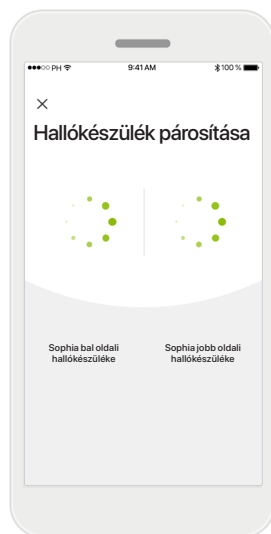 PH 9:41 AM 100 %
Hallókészülék párosítása
Sophia bal oldali
hallókészüléke
Sophia jobb oldali
hallókészüléke